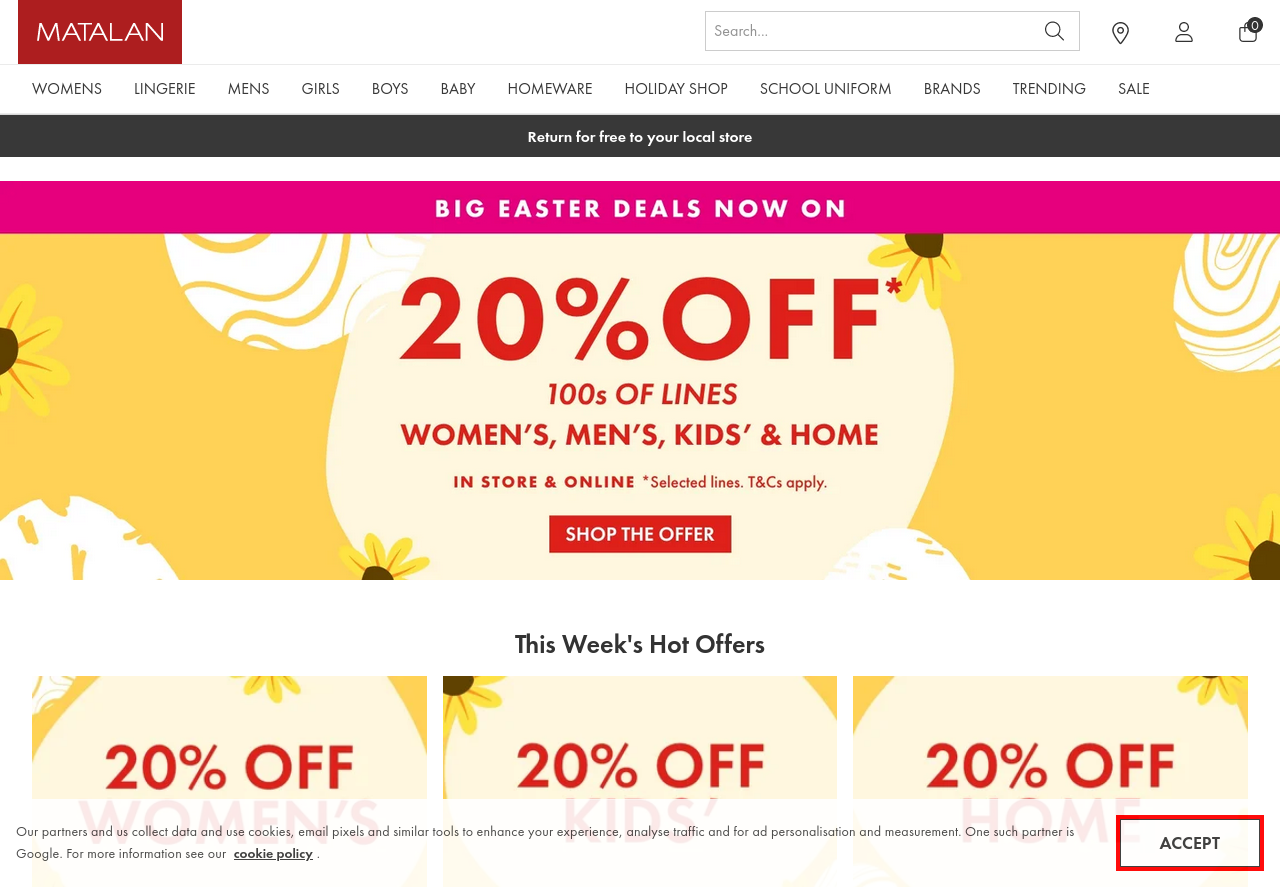 MATALAN
Search...
0
WOMENS LINGERIE MENS GIRLS BOYS BABY HOMEWARE HOLIDAY SHOP SCHOOL UNIFORM BRANDS TRENDING SALE
Return for free to your local store
BIG EASTER DEALS NOW ON
20% OFF*
100s OF LINES
WOMEN'S, MEN'S, KIDS' & HOME
IN STORE & ONLINE *Selected lines. T&Cs apply.
SHOP THE OFFER
This Week's Hot Offers
20% OFF
WOMEN'S
20% OFF
KIDS'
20% OFF
HOME
Our partners and us collect data and use cookies, email pixels and similar tools to enhance your experience, analyse traffic and for ad personalisation and measurement. One such partner is
Google. For more information see our cookie policy .
ACCEPT